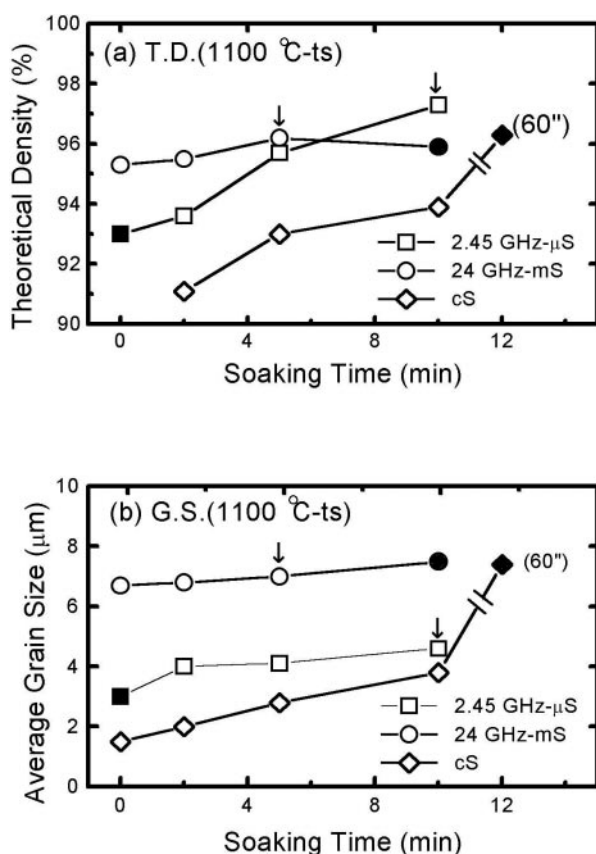 100
98
96
94
92
90
Theoretical Density (%)
(a) T.D.(1100 °C-ts)
(60")
2.45 GHz-μS
24 GHz-mS
cS
0 4 8 12
Soaking Time (min)
10
8
6
4
2
0
Average Grain Size (μm)
(b) G.S.(1100 °C-ts)
(60")
2.45 GHz-μS
24 GHz-mS
cS
0 4 8 12
Soaking Time (min)